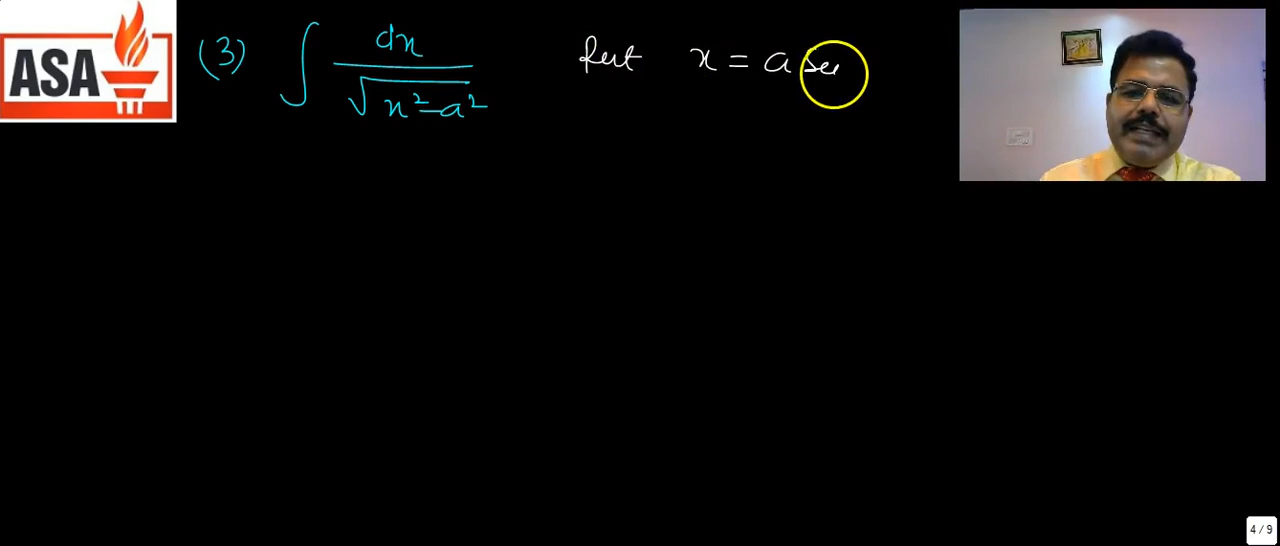 ASA
(3) ∫ dx / √(x² - a²) Put x = a sec
4 / 9